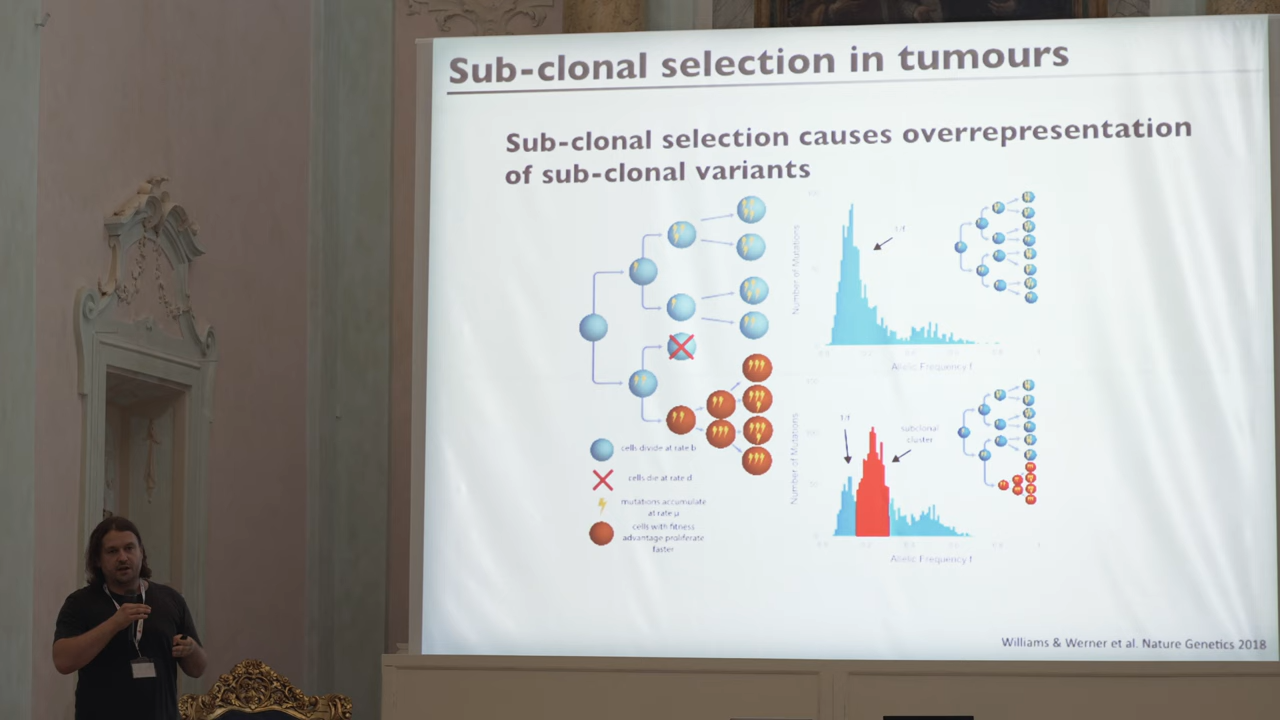 Sub-clonal selection in tumours
Sub-clonal selection causes overrepresentation
of sub-clonal variants
cells divide at rate b
cells die at rate d
mutations accumulate
at rate μ
cells with fitness
advantage proliferate
faster
Number of Mutations
1/f
Allelic Frequency f
Number of Mutations
1/f
subclonal
cluster
Allelic Frequency f
Williams & Werner et al. Nature Genetics 2018